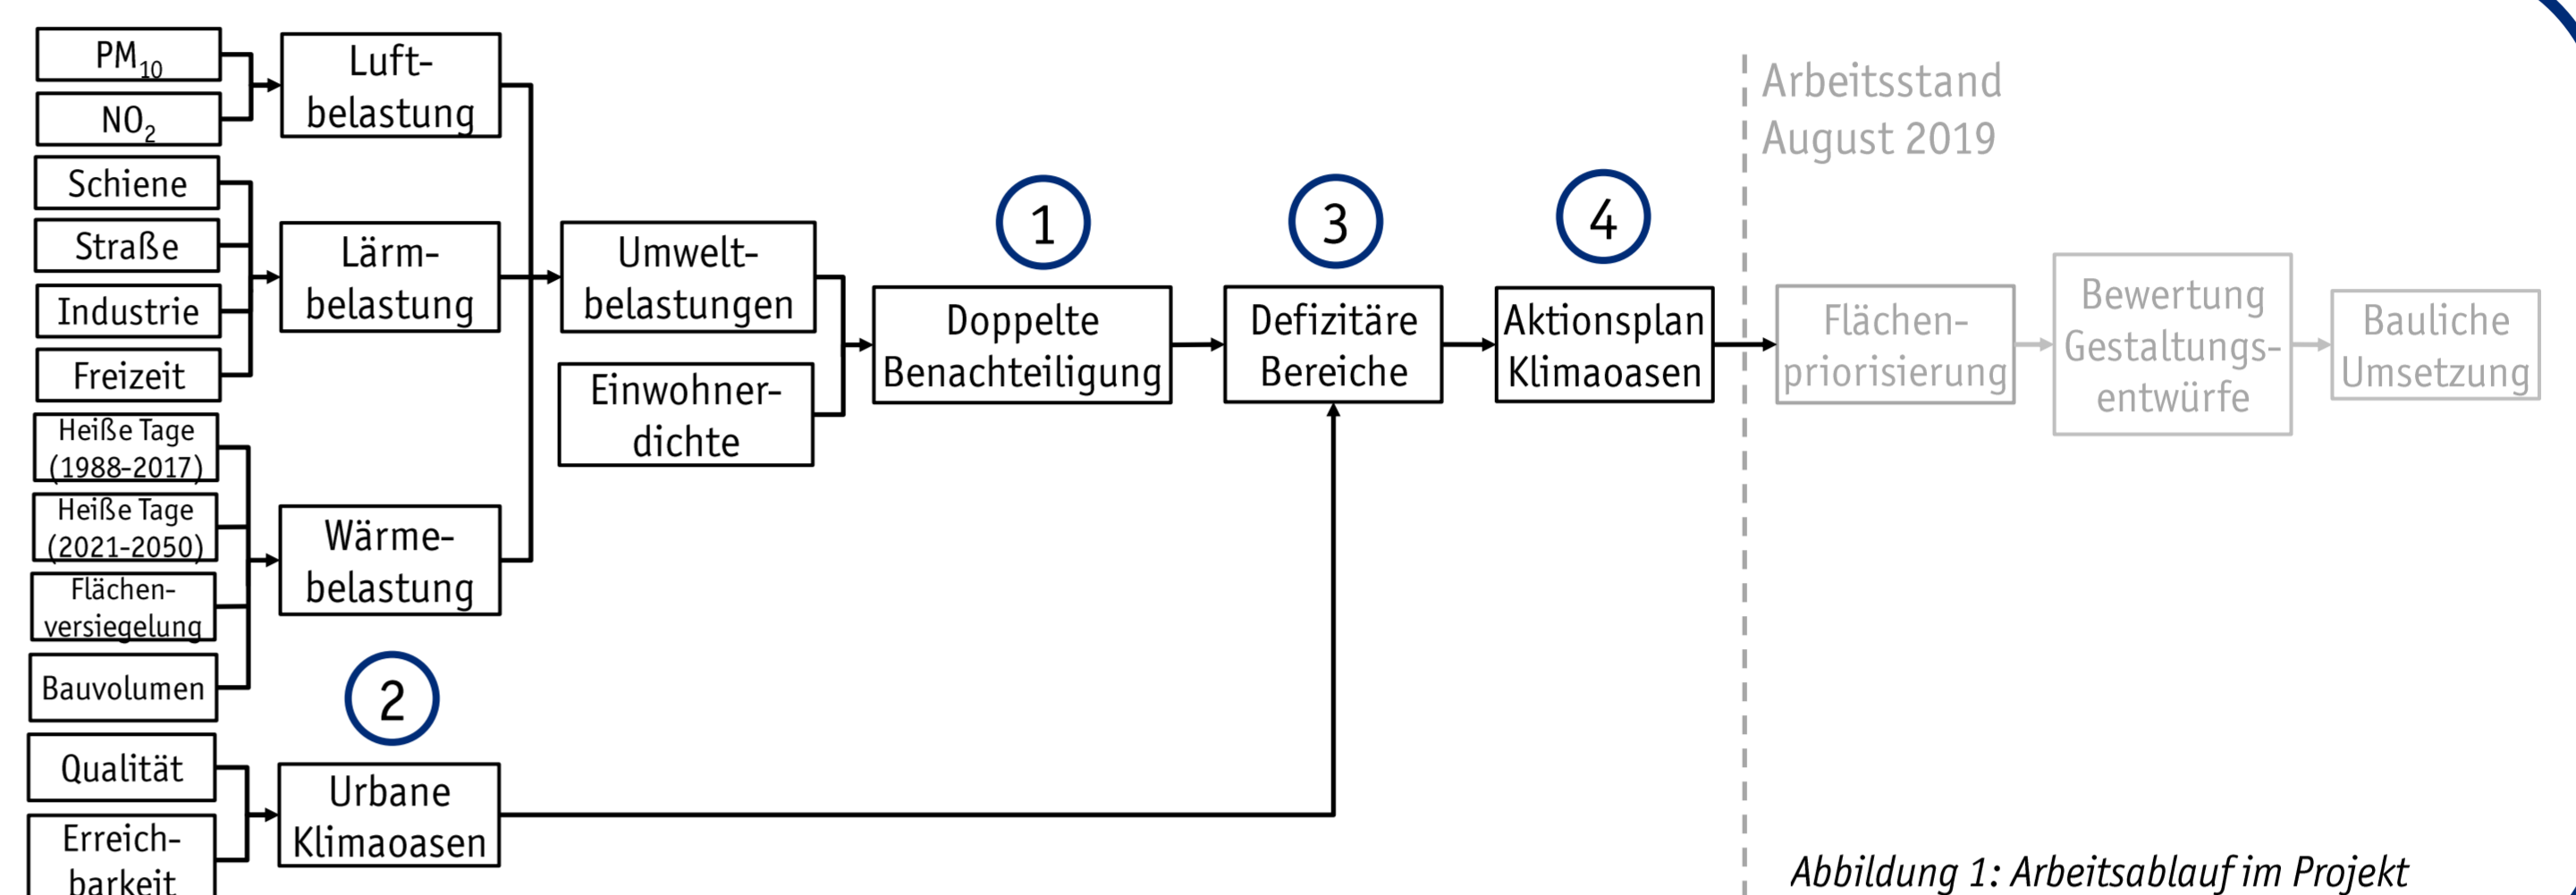 PM10
NO2
Schiene
Straße
Industrie
Freizeit
Heiße Tage
(1988-2017)
Heiße Tage
(2021-2050)
Flächen-
versiegelung
Bauvolumen
Qualität
Erreich-
barkeit
Luft-
belastung
Lärm-
belastung
Wärme-
belastung
2
Urbane
Klimaoasen
Umwelt-
belastungen
Einwohner-
dichte
1
Doppelte
Benachteiligung
3
Defizitäre
Bereiche
4
Aktionsplan
Klimaoasen
Arbeitsstand
August 2019
Flächen-
priorisierung
Bewertung
Gestaltungs-
entwürfe
Bauliche
Umsetzung
Abbildung 1: Arbeitsablauf im Projekt